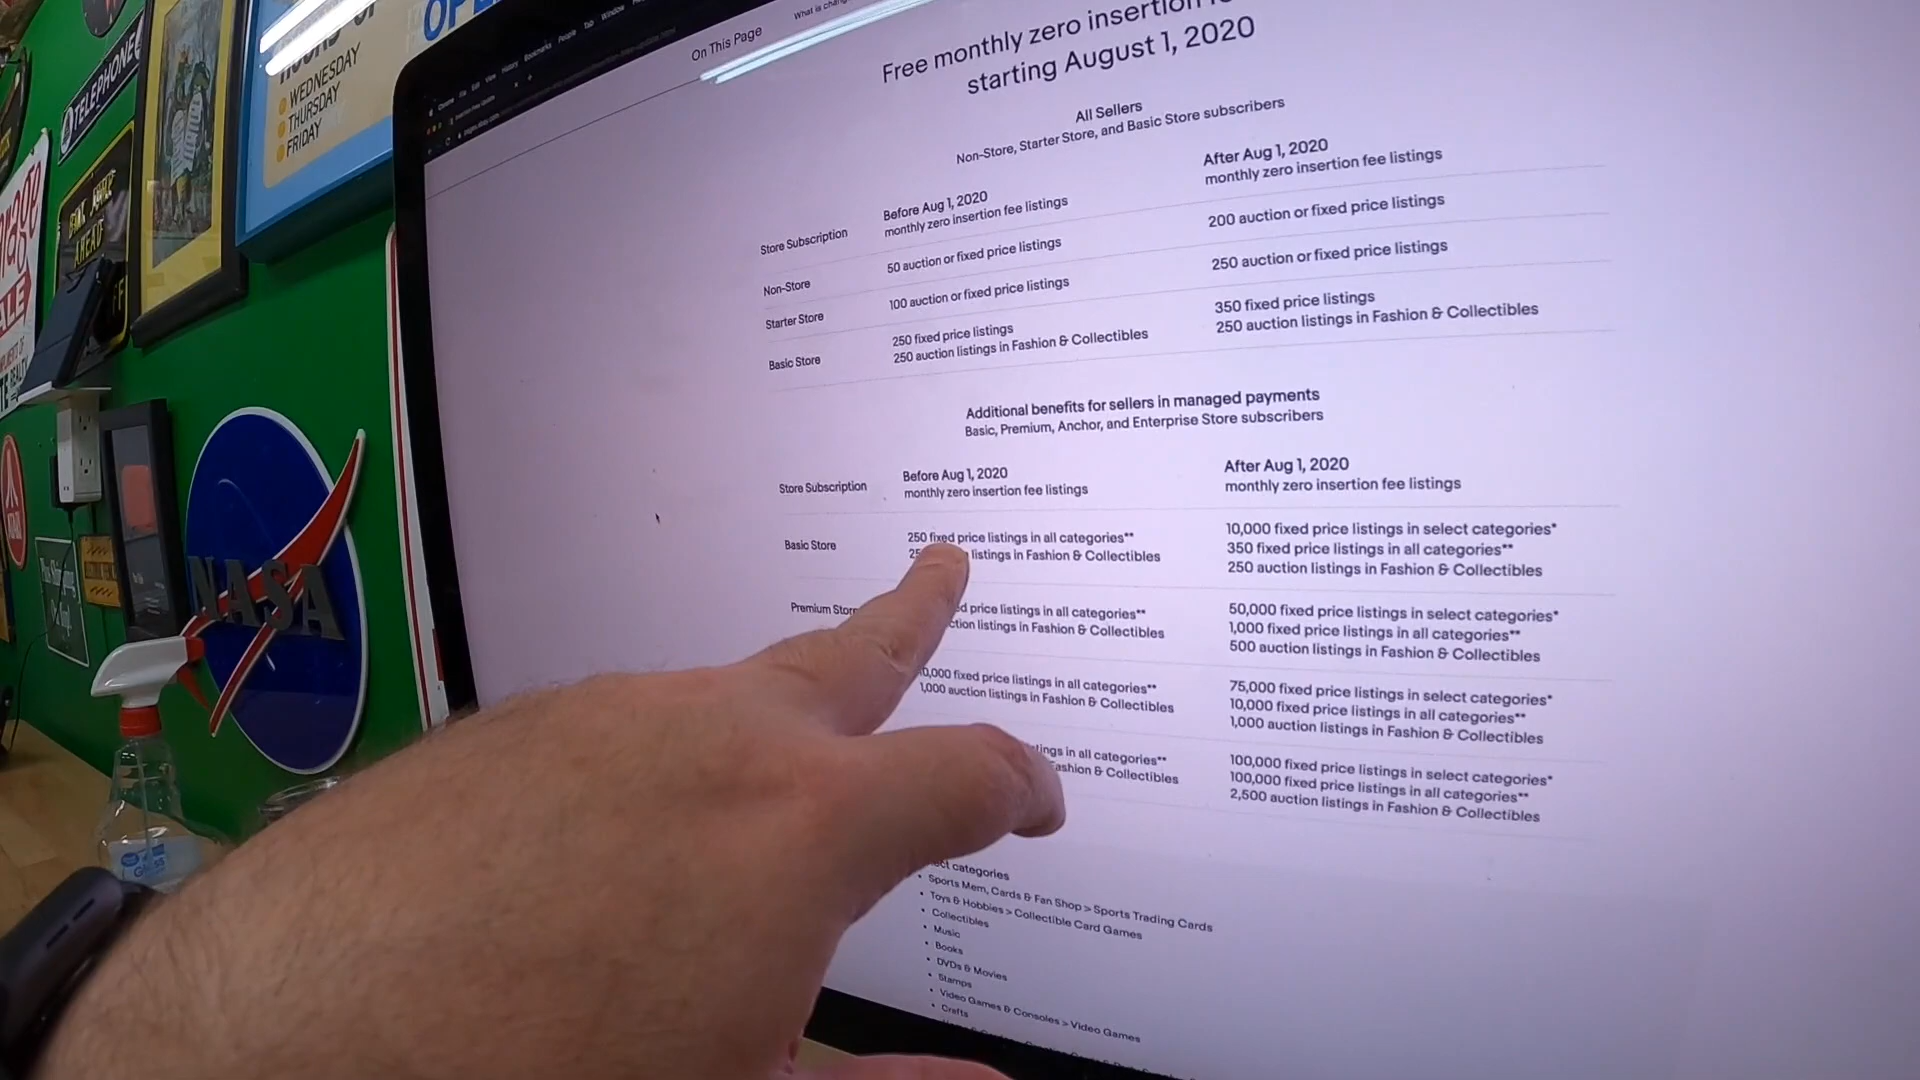 OPE
TELEPHONE
WEDNESDAY
THURSDAY
FRIDAY
NASA
On This Page
Free monthly zero insertion
starting August 1, 2020
All Sellers
Non-Store, Starter Store, and Basic Store subscribers
Store Subscription
Before Aug 1, 2020
monthly zero insertion fee listings
After Aug 1, 2020
monthly zero insertion fee listings
Non-Store
50 auction or fixed price listings
200 auction or fixed price listings
Starter Store
100 auction or fixed price listings
250 auction or fixed price listings
Basic Store
250 fixed price listings
250 auction listings in Fashion & Collectibles
350 fixed price listings
250 auction listings in Fashion & Collectibles
Additional benefits for sellers in managed payments
Basic, Premium, Anchor, and Enterprise Store subscribers
Store Subscription
Before Aug 1, 2020
monthly zero insertion fee listings
After Aug 1, 2020
monthly zero insertion fee listings
Basic Store
250 fixed price listings in all categories**
listings in Fashion & Collectibles
10,000 fixed price listings in select categories*
350 fixed price listings in all categories**
250 auction listings in Fashion & Collectibles
Premium Store
price listings in all categories**
listings in Fashion & Collectibles
50,000 fixed price listings in select categories*
1,000 fixed price listings in all categories**
500 auction listings in Fashion & Collectibles
fixed price listings in all categories**
1,000 auction listings in Fashion & Collectibles
75,000 fixed price listings in select categories*
10,000 fixed price listings in all categories**
1,000 auction listings in Fashion & Collectibles
in all categories**
Fashion & Collectibles
100,000 fixed price listings in select categories*
100,000 fixed price listings in all categories**
2,500 auction listings in Fashion & Collectibles
categories
• Sports Mem, Cards & Fan Shop > Sports Trading Cards
• Toys & Hobbies > Collectible Card Games
• Collectibles
• Music
• Books
• DVDs & Movies
• Stamps
• Video Games & Consoles > Video Games
• Crafts